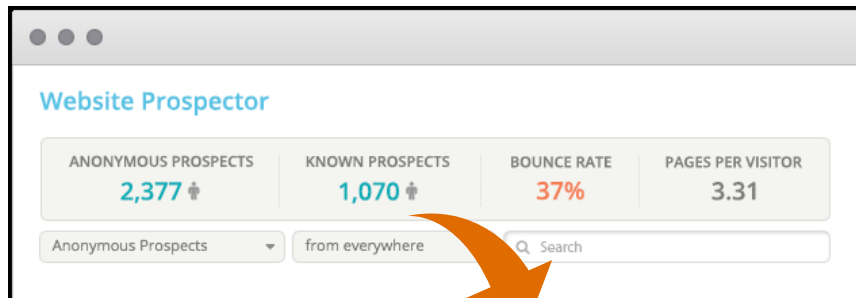 Website Prospector
ANONYMOUS PROSPECTS KNOWN PROSPECTS BOUNCE RATE PAGES PER VISITOR
2,377 1,070 37% 3.31
Anonymous Prospects from everywhere Search